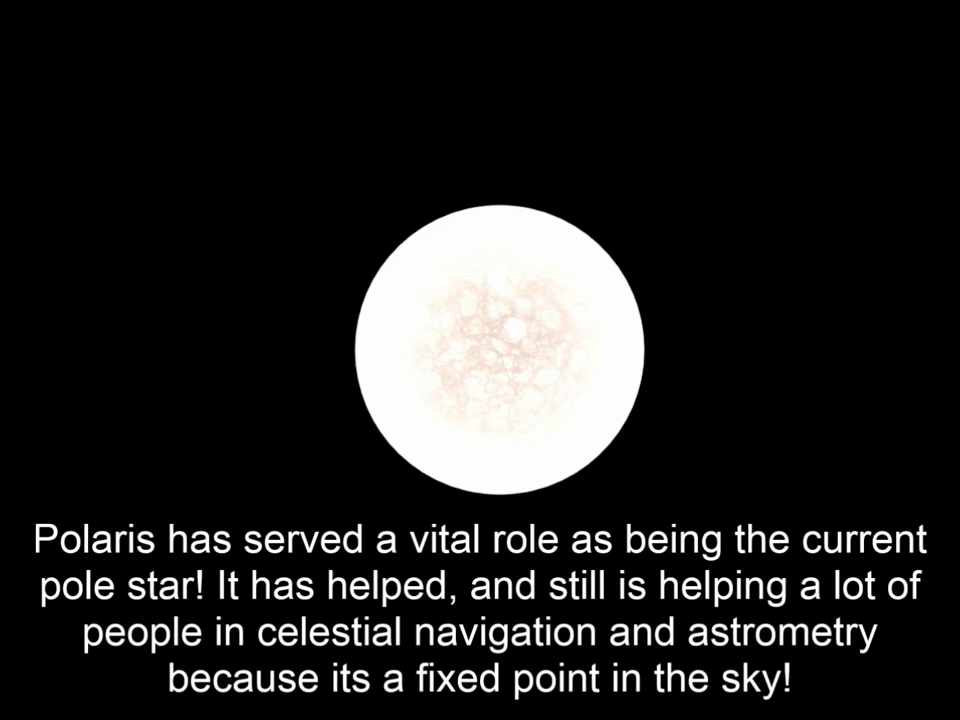 Polaris has served a vital role as being the current
pole star! It has helped, and still is helping a lot of
people in celestial navigation and astrometry
because its a fixed point in the sky!